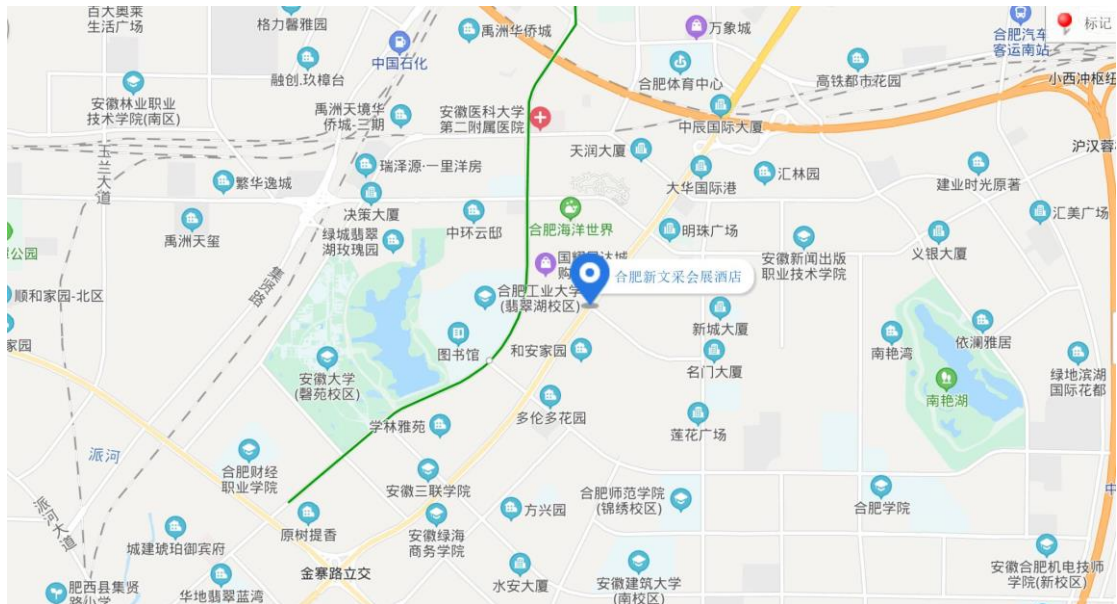 百大奥莱
生活广场
格力馨雅园
中国石化
禹洲华侨城
万象城
合肥汽车
客运南站
标记
融创.玖樟台
合肥体育中心
高铁都市花园
小西冲枢纽
安徽林业职业
技术学院(南区)
禹洲天境华
侨城-三期
安徽医科大学
第二附属医院
中辰国际大厦
沪汉蓉
玉兰大道
瑞泽源·一里洋房
天润大厦
大华国际港
汇林园
建业时光原著
繁华逸城
决策大厦
中环云邸
合肥海洋世界
明珠广场
汇美广场
禹洲天玺
绿城翡翠
湖玫瑰园
安徽新闻出版
职业技术学院
义银大厦
公园
集贤路
购
合肥新文采会展酒店
顺和家园-北区
合肥工业大学
(翡翠湖校区)
新城大厦
家园
图书馆
和安家园
南艳湾
依澜雅居
安徽大学
(磬苑校区)
名门大厦
南艳湖
绿地滨湖
国际花都
学林雅苑
多伦多花园
莲花广场
派河
合肥财经
职业学院
安徽三联学院
合肥师范学院
(锦绣校区)
合肥学院
中
派河大道
原树提香
安徽绿海
商务学院
方兴园
城建琥珀御宾府
金寨路立交
水安大厦
安徽建筑大学
(南校区)
安徽合肥机电技师
学院(新校区)
肥西县集贤
路小学
华地翡翠蓝湾